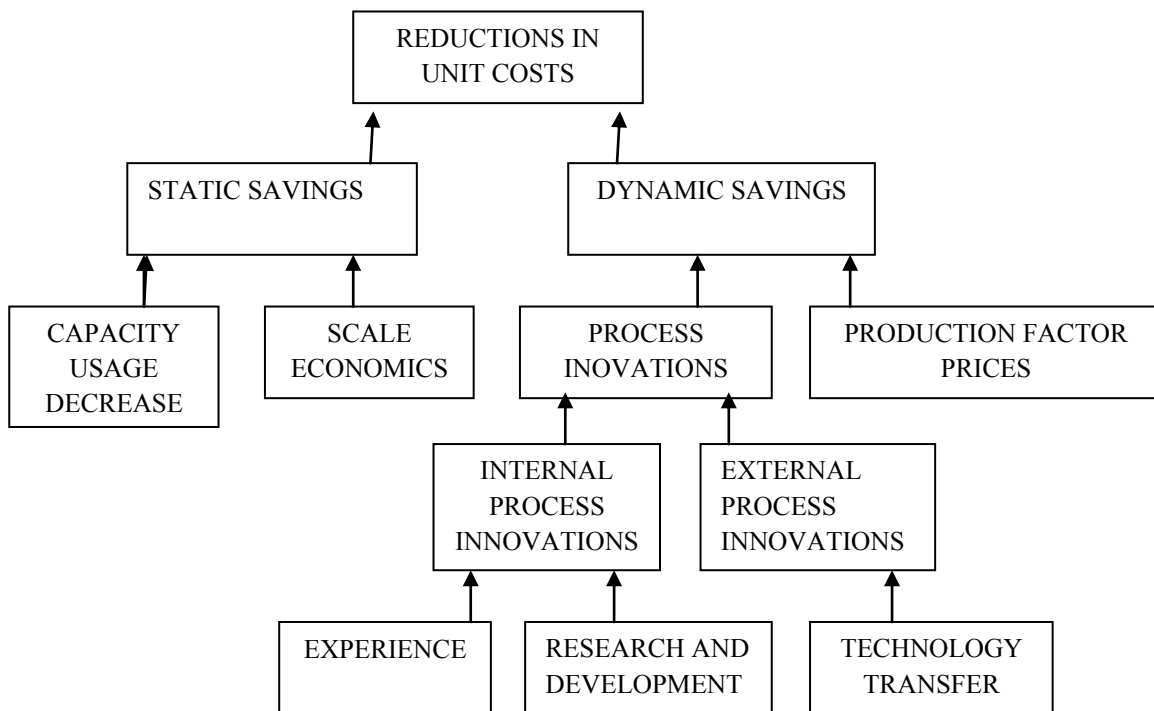 REDUCTIONS IN
UNIT COSTS
STATIC SAVINGS
DYNAMIC SAVINGS
CAPACITY
USAGE
DECREASE
SCALE
ECONOMICS
PROCESS
INOVATIONS
PRODUCTION FACTOR
PRICES
INTERNAL
PROCESS
INNOVATIONS
EXTERNAL
PROCESS
INNOVATIONS
EXPERIENCE
RESEARCH AND
DEVELOPMENT
TECHNOLOGY
TRANSFER